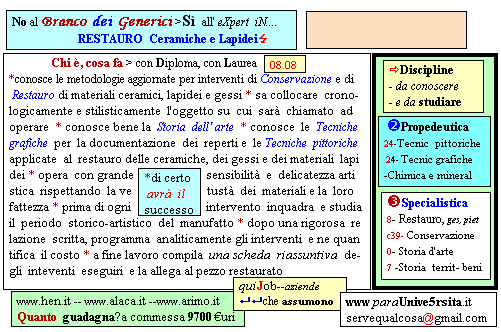 No al Branco dei Generici>Sì all' eXpert iN...
RESTAURO Ceramiche e Lapidei
Chi è, cosa fa > con Diploma, con Laurea 08.08
*conosce le metodologie aggiornate per interventi di Conservazione e di
Restauro di materiali ceramici, lapidei e gessi * sa collocare crono-
logicamente e stilisticamente l'oggetto su cui sarà chiamato ad
operare * conosce bene la Storia dell'arte * conosce le Tecniche
grafiche per la documentazione dei reperti e le Tecniche pittoriche
applicate al restauro delle ceramiche, dei gessi e dei materiali lapi
dei * opera con grande sensibilità e delicatezza arti
stica rispettando la ve tustà dei materiali e la loro
fattezza * prima di ogni intervento inquadra e studia
il periodo storico-artistico del manufatto * dopo una rigorosa re
lazione scritta, programma analiticamente gli interventi e ne quan
tifica il costo * a fine lavoro compila una scheda riassuntiva de-
gli inteventi eseguiri e la allega al pezzo restaurato
*di certo
avrà il
successo
⇨Discipline
- da conoscere
- e da studiare
❷Propedeutica
24-Tecnic pittoriche
24- Tecnic grafiche
-Chimica e mineral
❸Specialistica
8- Restauro, ges, piet
c39- Conservazione
0- Storia d'arte
7 -Storia territ- beni
www.hen.it -- www.alaca.it --www.arimo.it
Quanto guadagna?a commessa 9700 €uri
qui Job--aziende
che assumono
www.paraUnive5rsita.it
servequalcosa@gmail.com